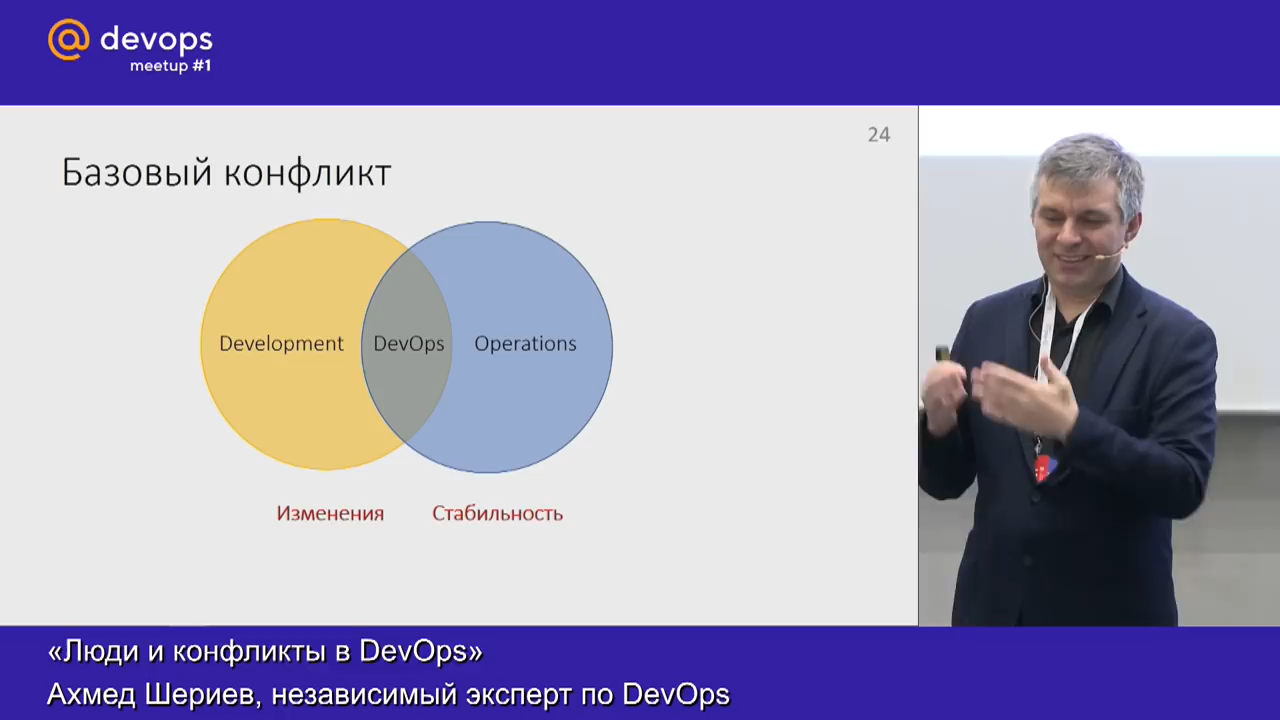 @ devops
meetup #1
24
Базовый конфликт
Development
DevOps
Operations
Изменения
Стабильность
«Люди и конфликты в DevOps»
Ахмед Шериев, независимый эксперт по DevOps